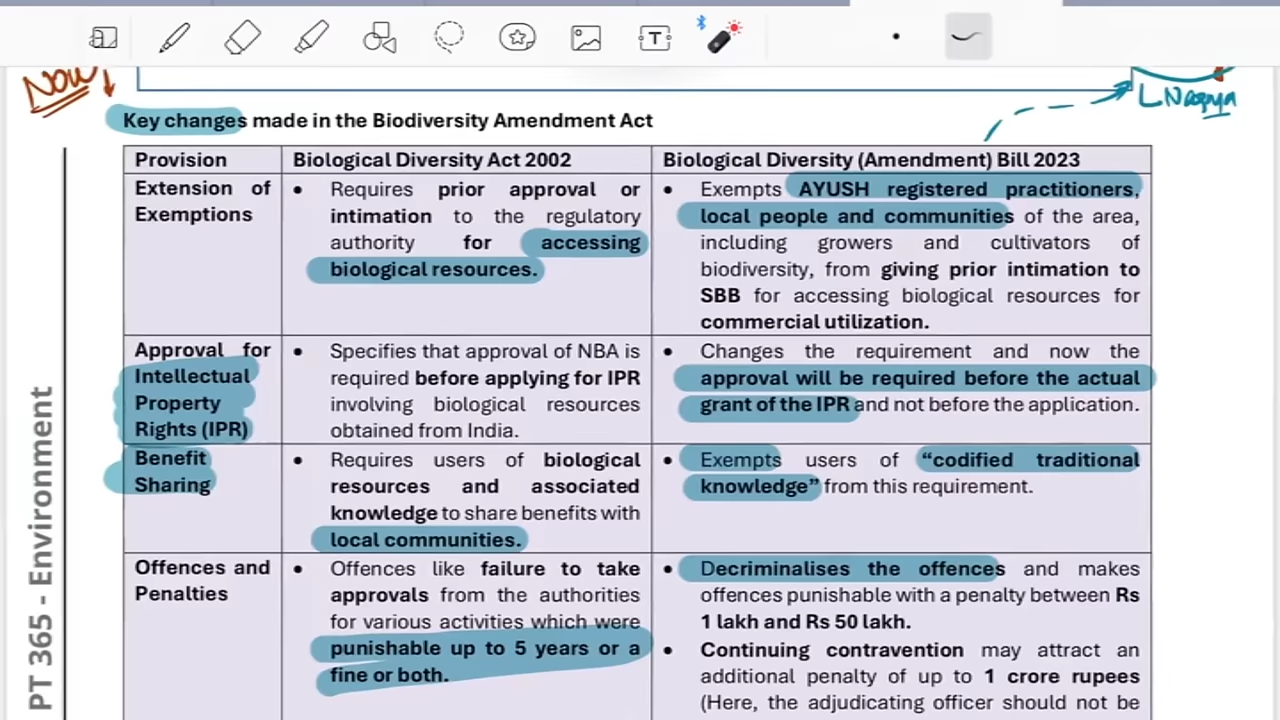 Now
L Nagoya
Key changes made in the Biodiversity Amendment Act
Provision
Biological Diversity Act 2002
Biological Diversity (Amendment) Bill 2023
Extension of
Exemptions
• Requires prior approval or
intimation to the regulatory
authority for accessing
biological resources.
• Exempts AYUSH registered practitioners,
local people and communities of the area,
including growers and cultivators of
biodiversity, from giving prior intimation to
SBB for accessing biological resources for
commercial utilization.
Approval for
Intellectual
Property
Rights (IPR)
• Specifies that approval of NBA is
required before applying for IPR
involving biological resources
obtained from India.
• Changes the requirement and now the
approval will be required before the actual
grant of the IPR and not before the application.
Benefit
Sharing
• Requires users of biological
resources and associated
knowledge to share benefits with
local communities.
• Exempts users of “codified traditional
knowledge” from this requirement.
Offences and
Penalties
• Offences like failure to take
approvals from the authorities
for various activities which were
punishable up to 5 years or a
fine or both.
• Decriminalises the offences and makes
offences punishable with a penalty between Rs
1 lakh and Rs 50 lakh.
• Continuing contravention may attract an
additional penalty of up to 1 crore rupees
(Here, the adjudicating officer should not be
PT 365 - Environment
T